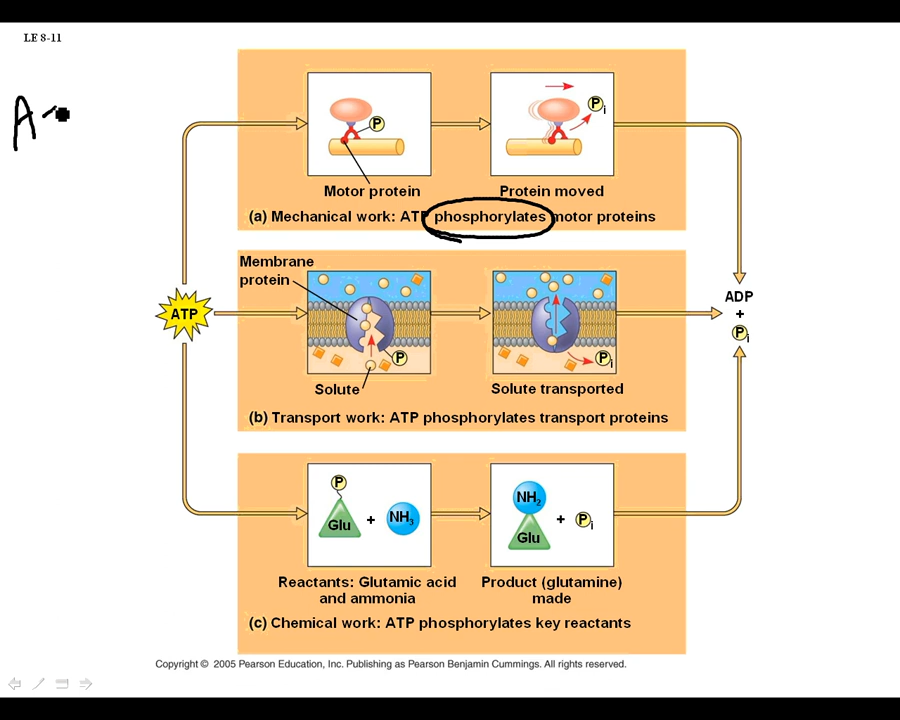 LE 8-11
A
P
P i
Motor protein
Protein moved
(a) Mechanical work: ATP phosphorylates motor proteins
Membrane
protein
ATP
ADP
+
P i
P
P i
Solute
Solute transported
(b) Transport work: ATP phosphorylates transport proteins
P
Glu + NH3
NH2
Glu + P i
Reactants: Glutamic acid
and ammonia
Product (glutamine)
made
(c) Chemical work: ATP phosphorylates key reactants
Copyright © 2005 Pearson Education, Inc. Publishing as Pearson Benjamin Cummings. All rights reserved.